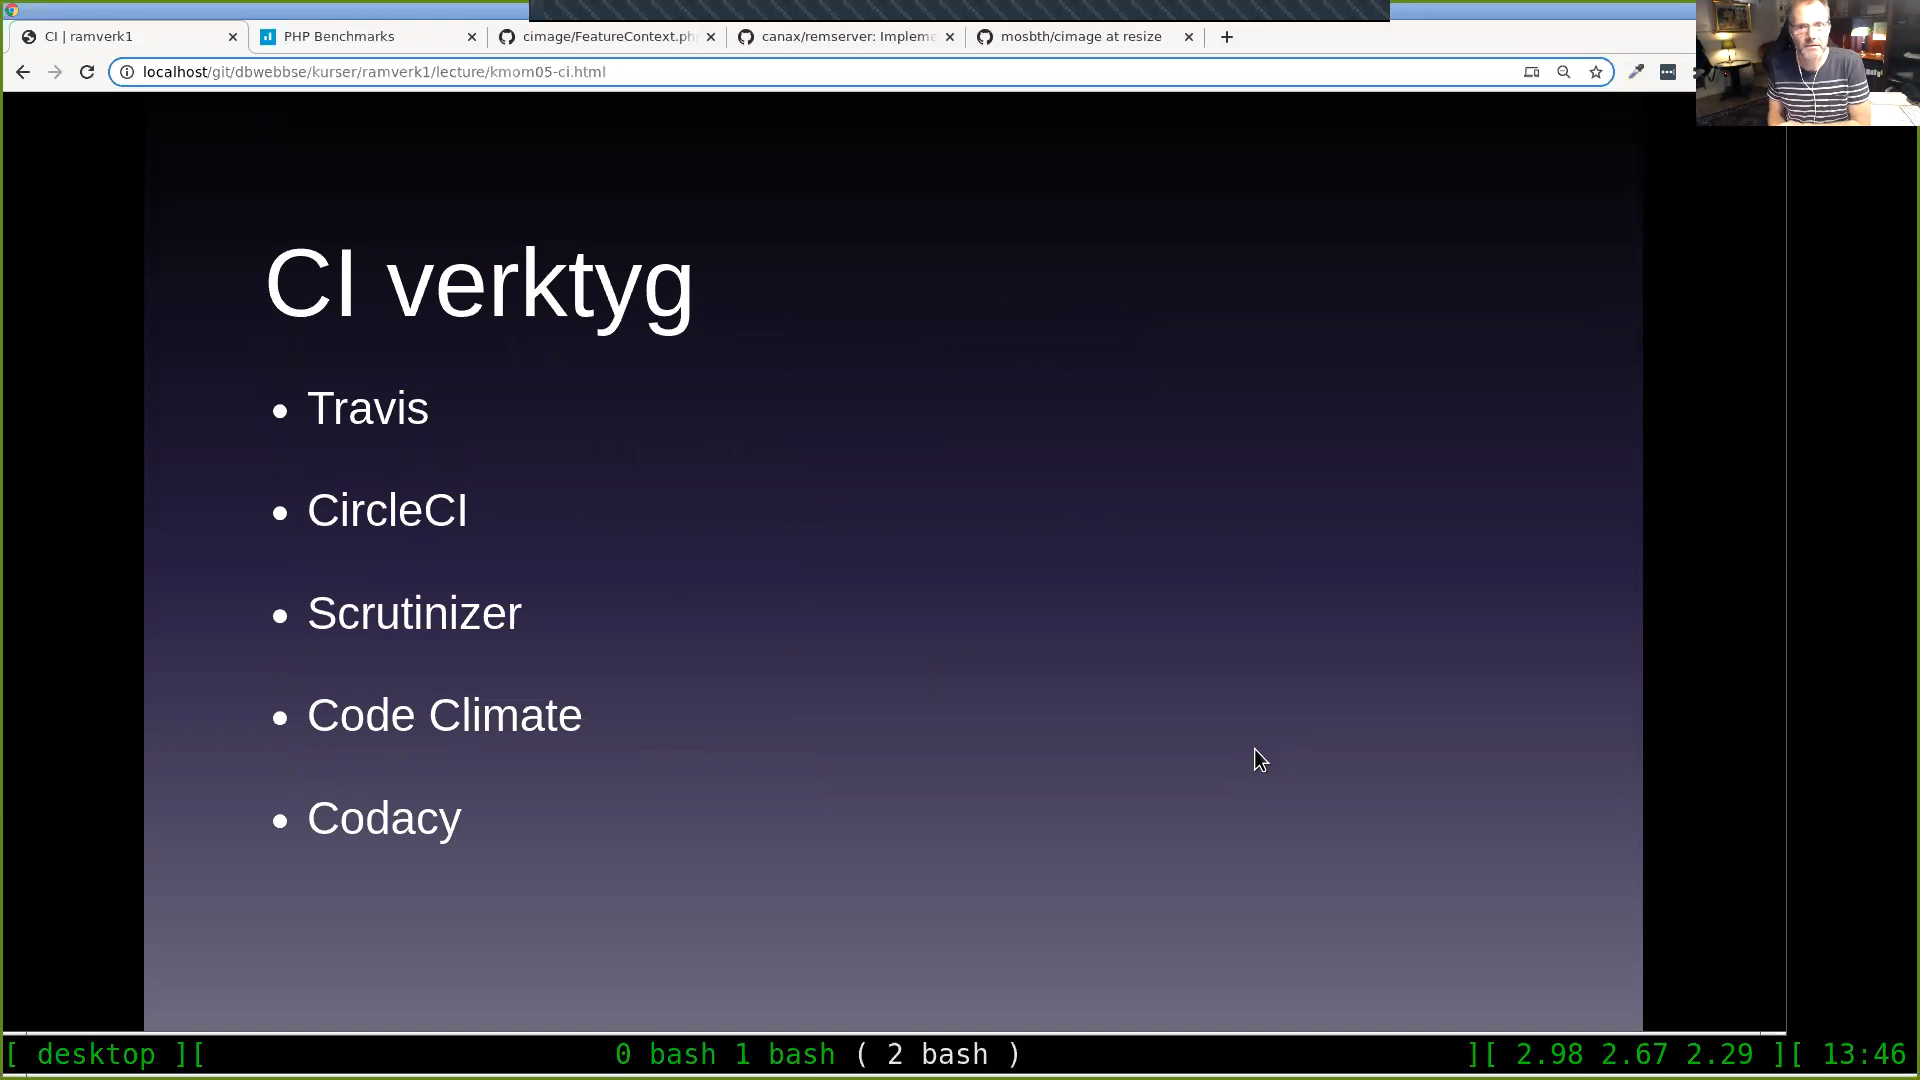 CI | ramverk1
PHP Benchmarks
cimage/FeatureContext.ph
canax/remserver: Impleme
mosbth/cimage at resize
localhost/git/dbwebbse/kurser/ramverk1/lecture/kmom05-ci.html
CI verktyg
• Travis
• CircleCI
• Scrutinizer
• Code Climate
• Codacy
[ desktop ][ 0 bash 1 bash ( 2 bash ) ][ 2.98 2.67 2.29 ][ 13:46